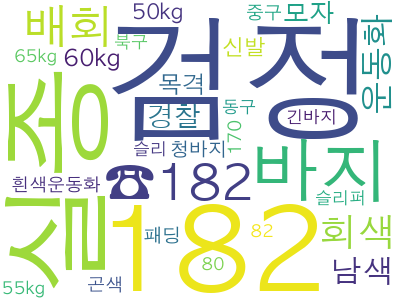 50kg
중구
모자
배회
북구
신발
65kg
60kg
운동화
검정
목격
실종
경찰
동구
긴바지
170
슬리
청바지
바지
흰색운동화
☎182
슬리퍼
182
회색
패딩
82
80
남색
55kg
곤색